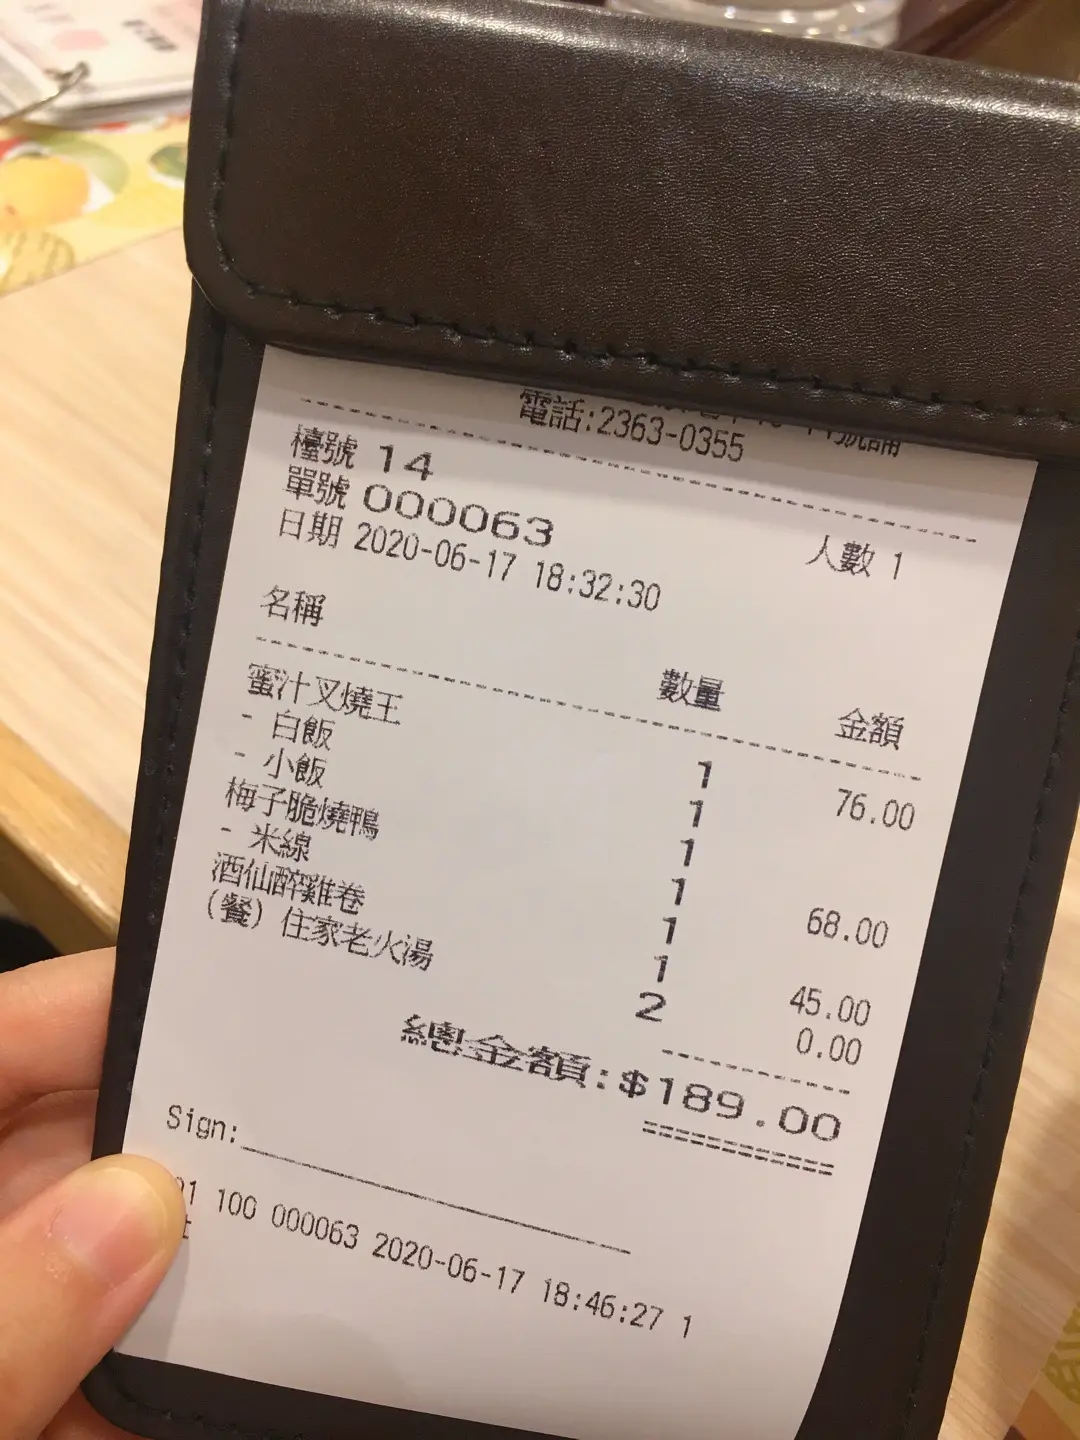 電話:2363-0355
檯號 14
單號 000063
日期 2020-06-17 18:32:30 人數 1
名稱 數量 金額
蜜汁叉燒王 1 76.00
- 白飯 1
- 小飯 1
梅子脆燒鴨 1 68.00
- 米線 1
酒仙醉雞卷 1 45.00
(餐) 住家老火湯 2 0.00
總金額:$189.00
Sign:
01 100 000063 2020-06-17 18:46:27 1